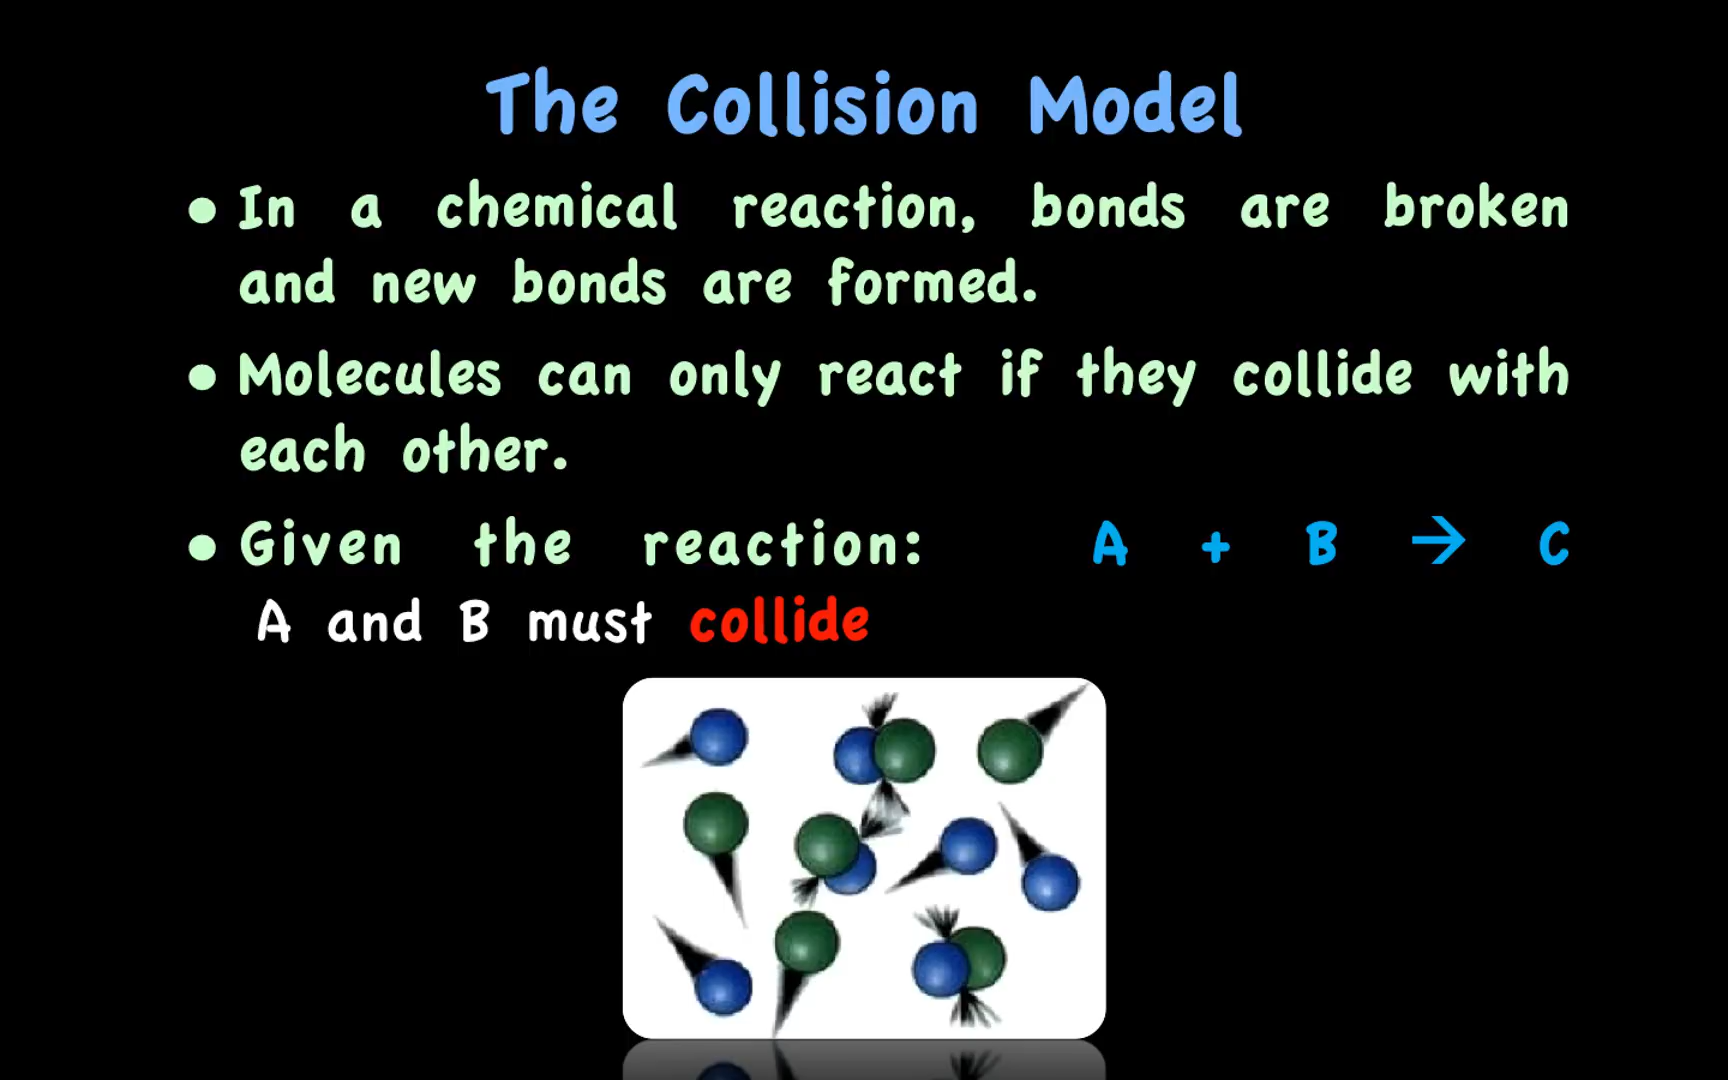 The Collision Model
• In a chemical reaction, bonds are broken
and new bonds are formed.
• Molecules can only react if they collide with
each other.
• Given the reaction: A + B → C
A and B must collide